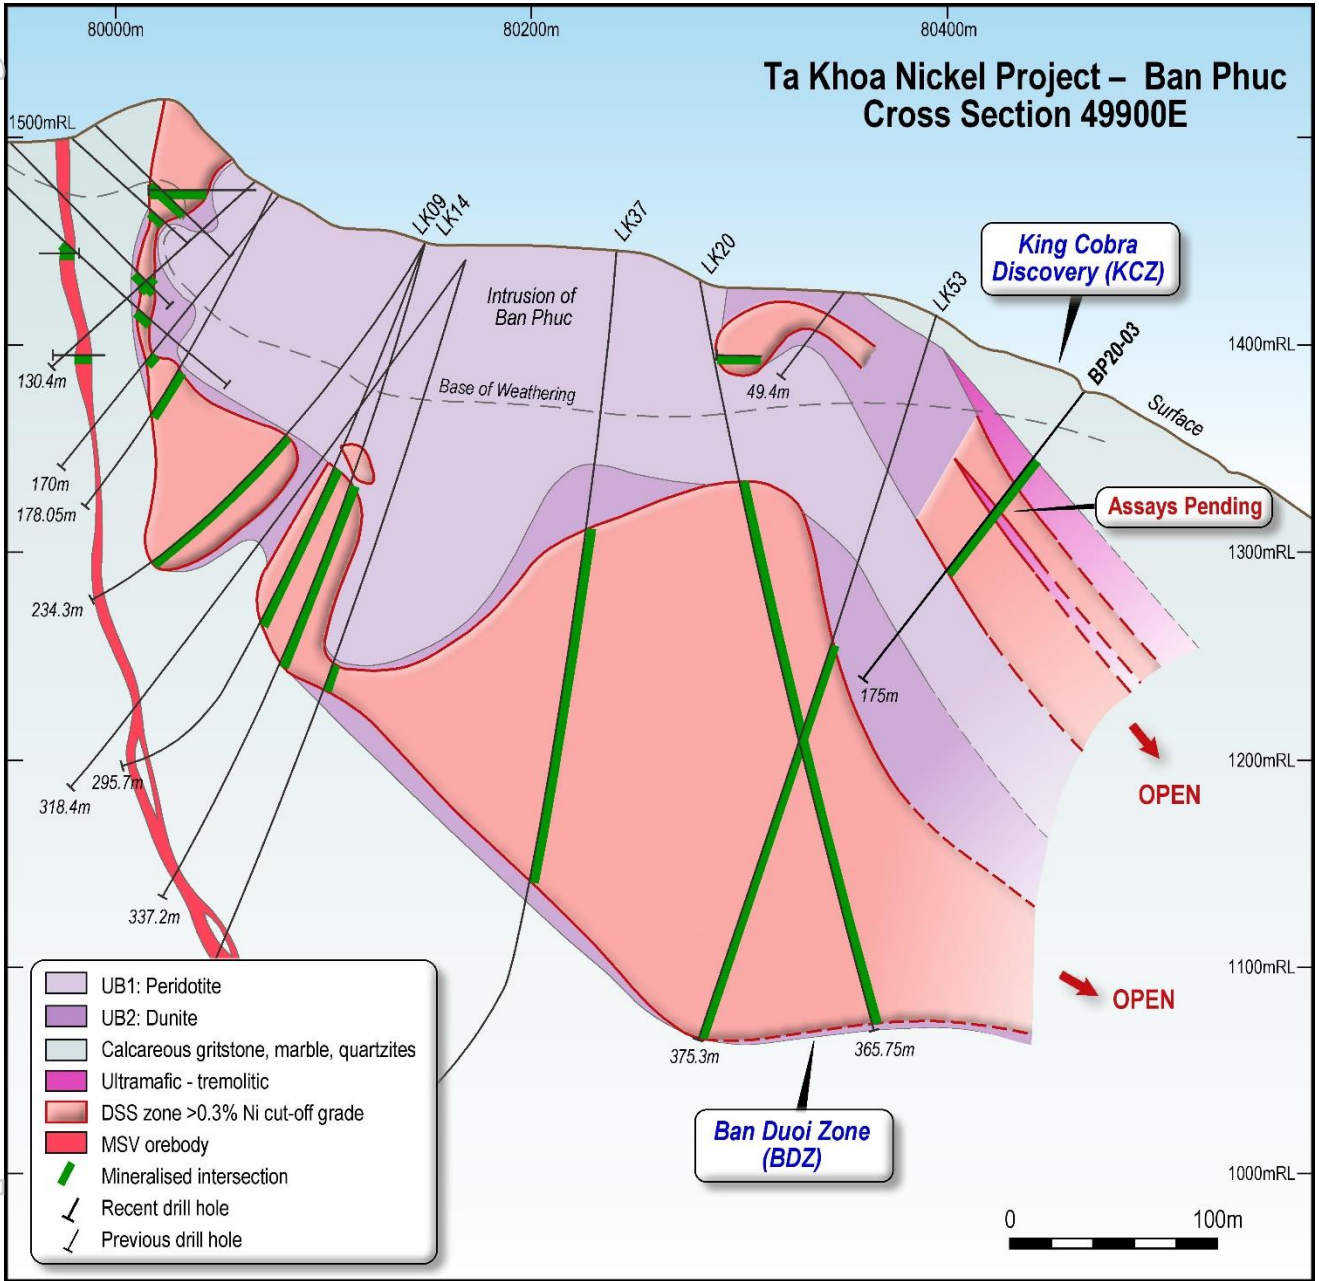 80000m
80200m
80400m
Ta Khoa Nickel Project – Ban Phuc
Cross Section 49900E
1500mRL
LK09
LK14
LK37
LK20
LK53
BP20-03
King Cobra
Discovery (KCZ)
Intrusion of
Ban Phuc
Base of Weathering
Surface
1400mRL
130.4m
49.4m
170m
178.05m
Assays Pending
1300mRL
234.3m
175m
295.7m
318.4m
1200mRL
OPEN
337.2m
1100mRL
OPEN
375.3m
365.75m
Ban Duoi Zone
(BDZ)
1000mRL
UB1: Peridotite
UB2: Dunite
Calcareous gritstone, marble, quartzites
Ultramafic - tremolitic
DSS zone >0.3% Ni cut-off grade
MSV orebody
Mineralised intersection
Recent drill hole
Previous drill hole
0 100m